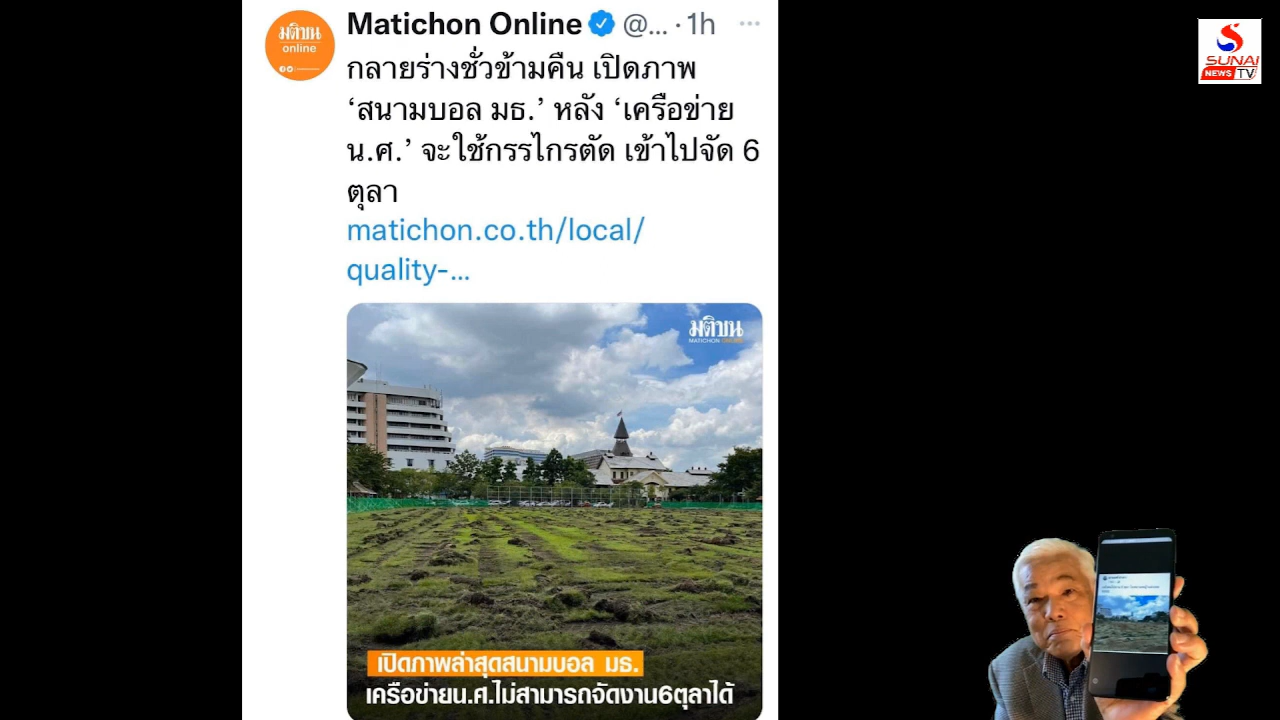 มติชน
online
Matichon Online @... · 1h
กลายร่างชั่วข้ามคืน เปิดภาพ
‘สนามบอล มธ.’ หลัง ‘เครือข่าย
น.ศ.’ จะใช้กรรไกรตัด เข้าไปจัด 6
ตุลา
matichon.co.th/local/
quality-...
มติชน
MATICHON ONLINE
เปิดภาพล่าสุดสนามบอล มธ.
เครือข่ายน.ศ.ไม่สามารถจัดงาน6ตุลาได้
SUNAI
NEWS TV